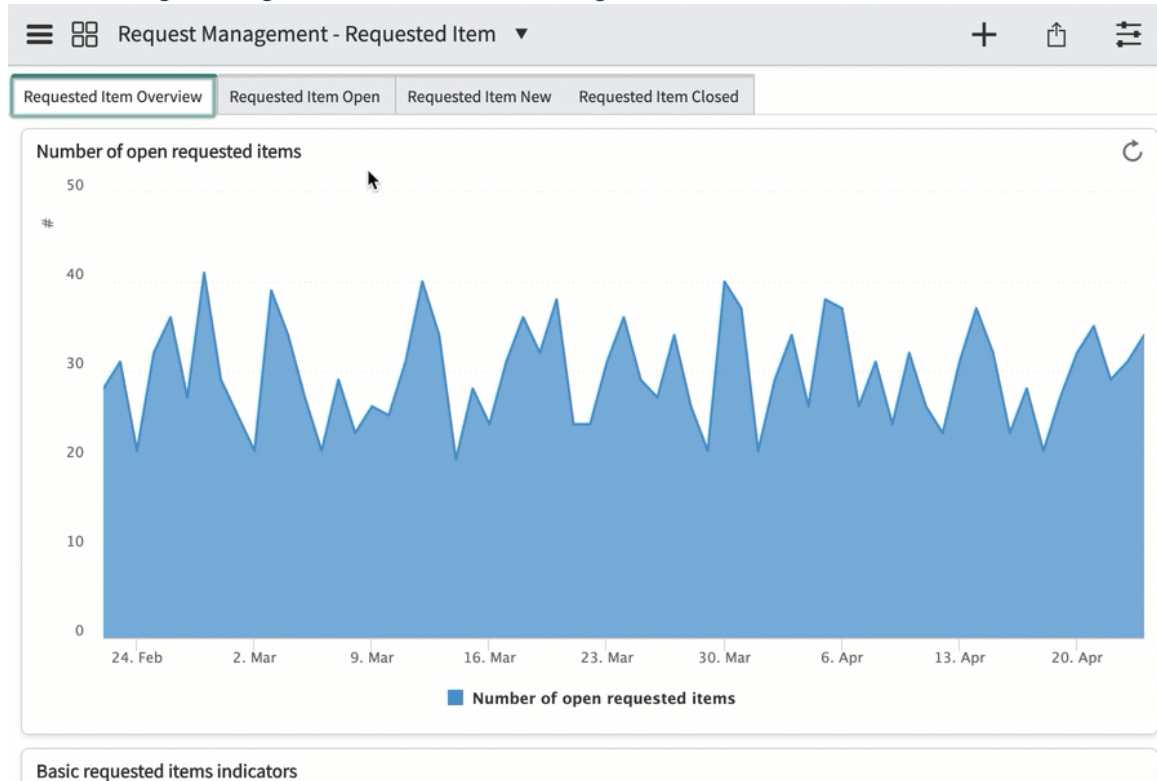 Request Management - Requested Item ▼
Requested Item Overview Requested Item Open Requested Item New Requested Item Closed
Number of open requested items
50
#
40
30
20
10
0
24. Feb 2. Mar 9. Mar 16. Mar 23. Mar 30. Mar 6. Apr 13. Apr 20. Apr
Number of open requested items
Basic requested items indicators